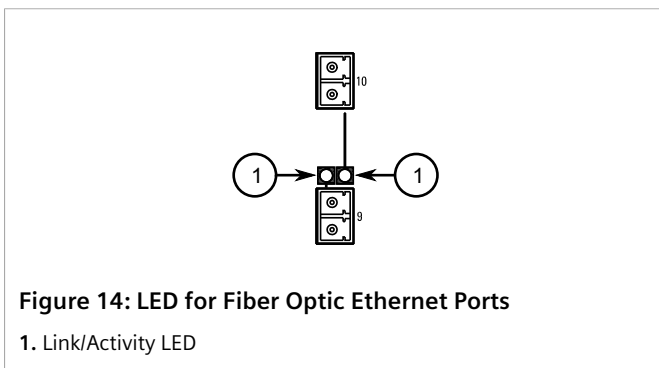 10
1 1
9
Figure 14: LED for Fiber Optic Ethernet Ports
1. Link/Activity LED